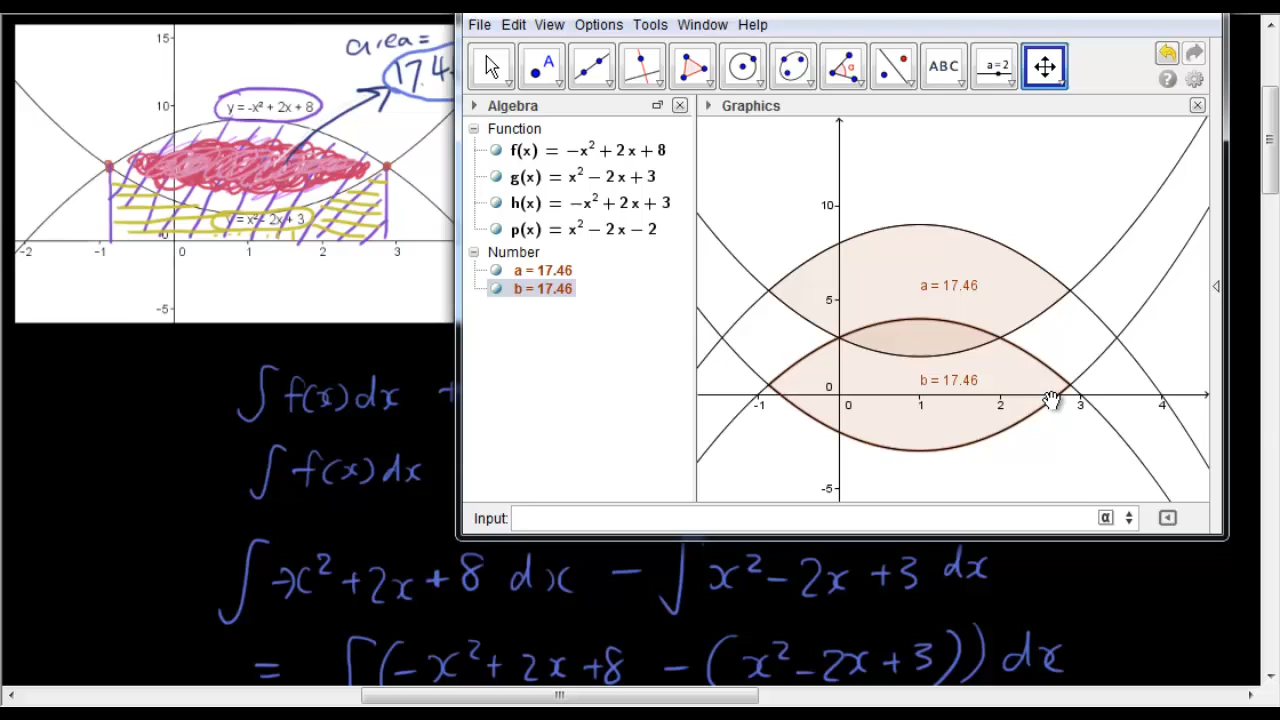 15
area =
17.4
10
y = -x² + 2x + 8
y = x² - 2x + 3
0
-2 -1 0 1 2 3
-5
File Edit View Options Tools Window Help
A
α
ABC
a=2
Algebra
Function
f(x) = −x² + 2x + 8
g(x) = x² − 2x + 3
h(x) = −x² + 2x + 3
p(x) = x² − 2x − 2
Number
a = 17.46
b = 17.46
Graphics
10
5
a = 17.46
b = 17.46
0
-1 0 1 2 3 4
-5
Input:
α
∫ f(x) dx +
∫ f(x) dx
∫ -x² + 2x + 8 dx − ∫ x² − 2x + 3 dx
= ∫(−x² + 2x + 8 − (x² − 2x + 3)) dx